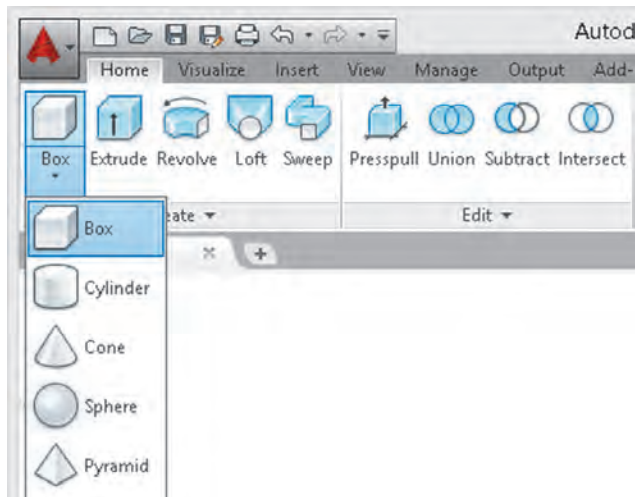 Autod
Home Visualize Insert View Manage Output Add-
Box Extrude Revolve Loft Sweep Presspull Union Subtract Intersect
eate Edit
Box
Cylinder
Cone
Sphere
Pyramid